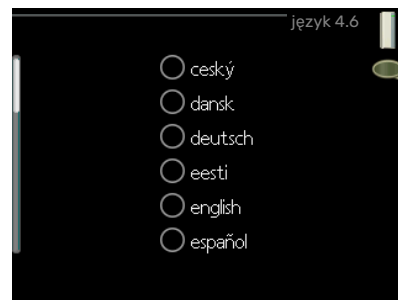 język 4.6
ceský
dansk
deutsch
eesti
english
español